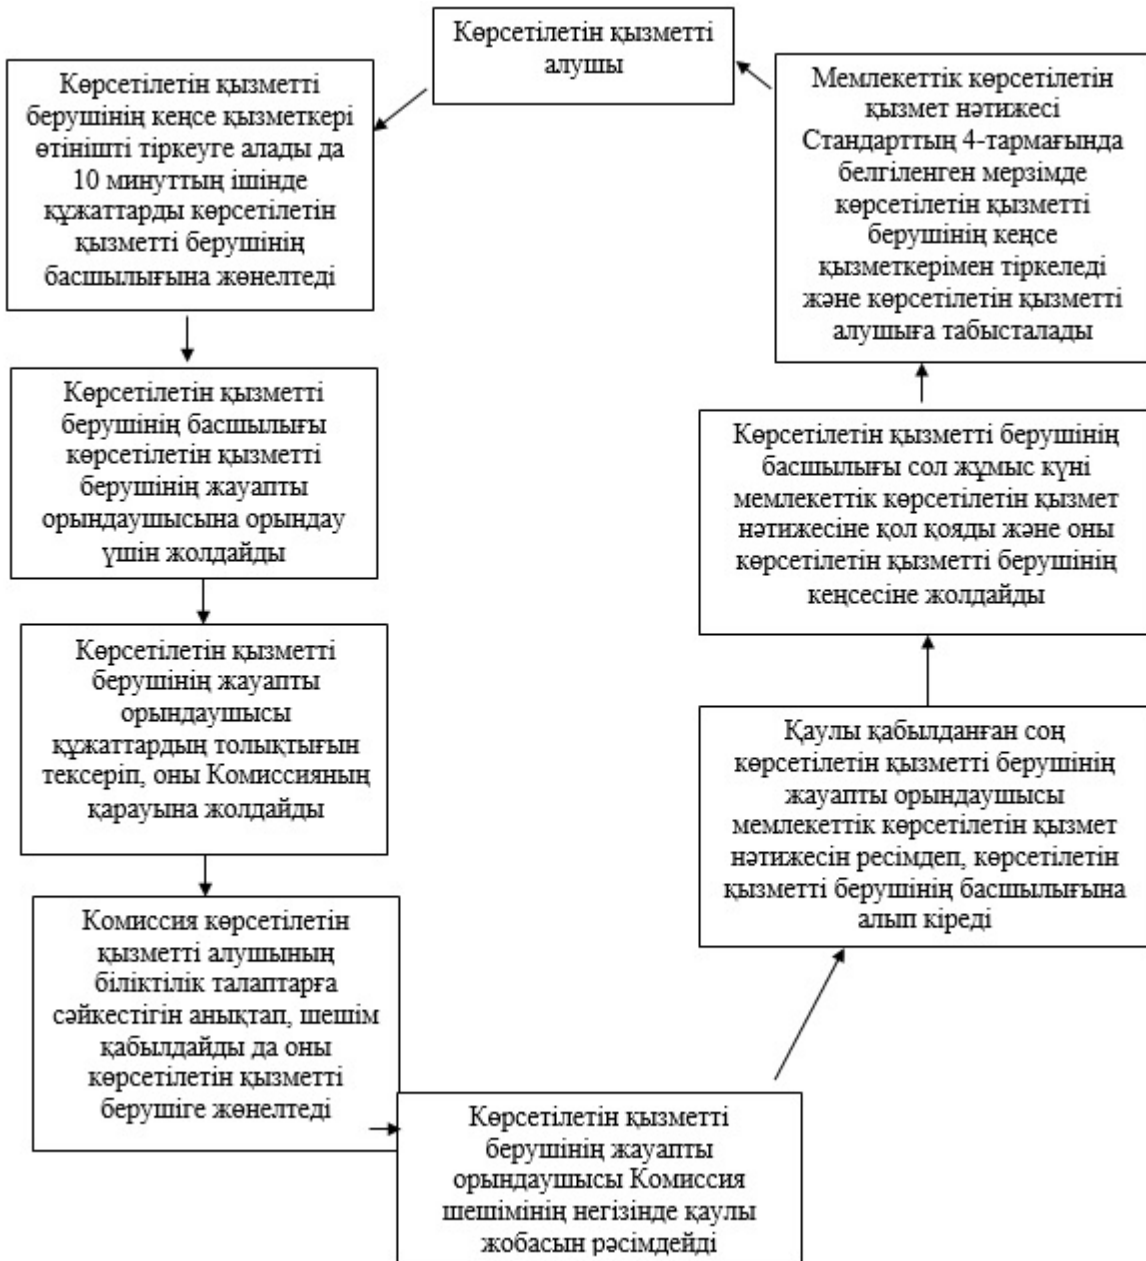 Көрсетілетін қызметті
алушы
Көрсетілетін қызметті
берушінің кеңсе қызметкері
өтінішті тіркеуге алады да
10 минуттың ішінде
құжаттарды көрсетілетін
қызметті берушінің
басшылығына жөнелтеді
Көрсетілетін қызметті
берушінің басшылығы
көрсетілетін қызметті
берушінің жауапты
орындаушысына орындау
үшін жолдайды
Көрсетілетін қызметті
берушінің жауапты
орындаушысы
құжаттардың толықтығын
тексеріп, оны Комиссияның
қарауына жолдайды
Комиссия көрсетілетін
қызметті алушының
біліктілік талаптарға
сәйкестігін анықтап, шешім
қабылдайды да оны
көрсетілетін қызметті
берушіге жөнелтеді
Көрсетілетін қызметті
берушінің жауапты
орындаушысы Комиссия
шешімінің негізінде қаулы
жобасын рәсімдейді
Қаулы қабылданған соң
көрсетілетін қызметті берушінің
жауапты орындаушысы
мемлекеттік көрсетілетін қызмет
нәтижесін ресімдеп, көрсетілетін
қызметті берушінің басшылығына
алып кіреді
Көрсетілетін қызметті берушінің
басшылығы сол жұмыс күні
мемлекеттік көрсетілетін қызмет
нәтижесіне қол қояды және оны
көрсетілетін қызметті берушінің
кеңсесіне жолдайды
Мемлекеттік көрсетілетін
қызмет нәтижесі
Стандарттың 4-тармағында
белгіленген мерзімде
көрсетілетін қызметті
берушінің кеңсе
қызметкерімен тіркеледі
және көрсетілетін қызметті
алушыға табысталады